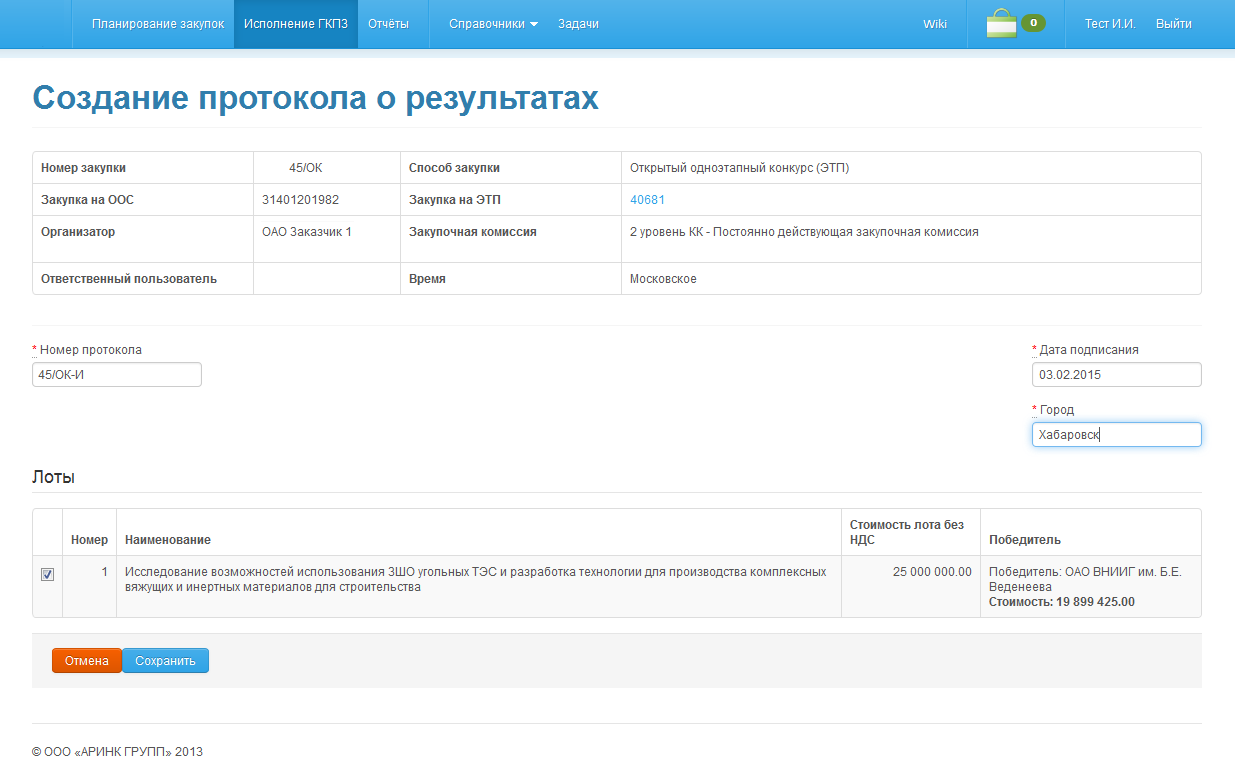 Планирование закупок Исполнение ГКПЗ Отчёты Справочники Задачи Wiki 0 Тест И.И. Выйти
Создание протокола о результатах
Номер закупки 45/ОК Способ закупки Открытый одноэтапный конкурс (ЭТП)
Закупка на ООС 31401201982 Закупка на ЭТП 40681
Организатор ОАО Заказчик 1 Закупочная комиссия 2 уровень КК - Постоянно действующая закупочная комиссия
Ответственный пользователь Время Московское
* Номер протокола * Дата подписания
45/ОК-И 03.02.2015
* Город
Хабаровск
Лоты
Номер Наименование Стоимость лота без НДС Победитель
1 Исследование возможностей использования ЗШО угольных ТЭС и разработка технологии для производства комплексных 25 000 000.00 Победитель: ОАО ВНИИГ им. Б.Е.
вяжущих и инертных материалов для строительства Веденеева
Стоимость: 19 899 425.00
Отмена Сохранить
© ООО «АРИНК ГРУПП» 2013